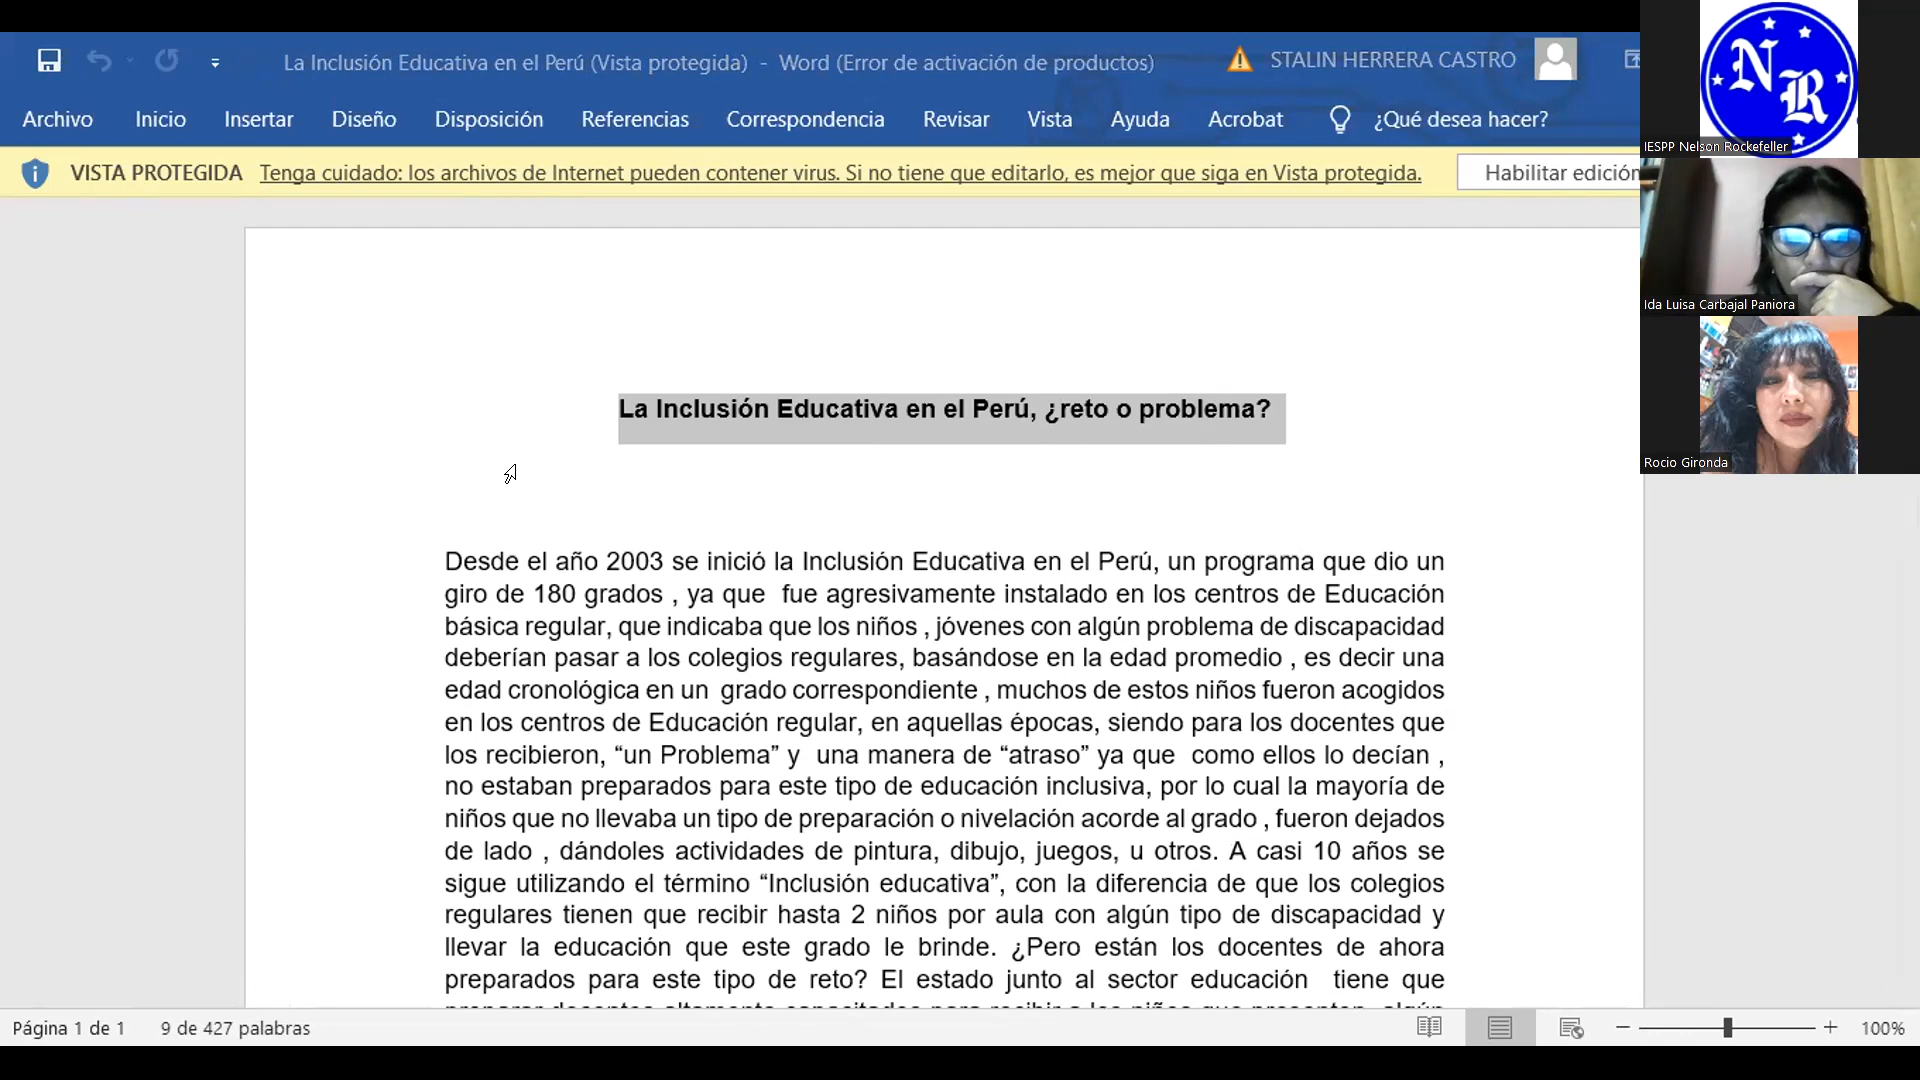 La Inclusión Educativa en el Perú (Vista protegida) - Word (Error de activación de productos)
STALIN HERRERA CASTRO
Archivo Inicio Insertar Diseño Disposición Referencias Correspondencia Revisar Vista Ayuda Acrobat ¿Qué desea hacer?
VISTA PROTEGIDA Tenga cuidado: los archivos de Internet pueden contener virus. Si no tiene que editarlo, es mejor que siga en Vista protegida. Habilitar edición
NR
IESPP Nelson Rockefeller
Ida Luisa Carbajal Paniora
Rocio Gironda
La Inclusión Educativa en el Perú, ¿reto o problema?
Desde el año 2003 se inició la Inclusión Educativa en el Perú, un programa que dio un
giro de 180 grados , ya que fue agresivamente instalado en los centros de Educación
básica regular, que indicaba que los niños , jóvenes con algún problema de discapacidad
deberían pasar a los colegios regulares, basándose en la edad promedio , es decir una
edad cronológica en un grado correspondiente , muchos de estos niños fueron acogidos
en los centros de Educación regular, en aquellas épocas, siendo para los docentes que
los recibieron, “un Problema” y una manera de “atraso” ya que como ellos lo decían ,
no estaban preparados para este tipo de educación inclusiva, por lo cual la mayoría de
niños que no llevaba un tipo de preparación o nivelación acorde al grado , fueron dejados
de lado , dándoles actividades de pintura, dibujo, juegos, u otros. A casi 10 años se
sigue utilizando el término “Inclusión educativa”, con la diferencia de que los colegios
regulares tienen que recibir hasta 2 niños por aula con algún tipo de discapacidad y
llevar la educación que este grado le brinde. ¿Pero están los docentes de ahora
preparados para este tipo de reto? El estado junto al sector educación tiene que
preparar docentes altamente capacitados para recibir a los niños que presenten algún
Página 1 de 1 9 de 427 palabras 100%